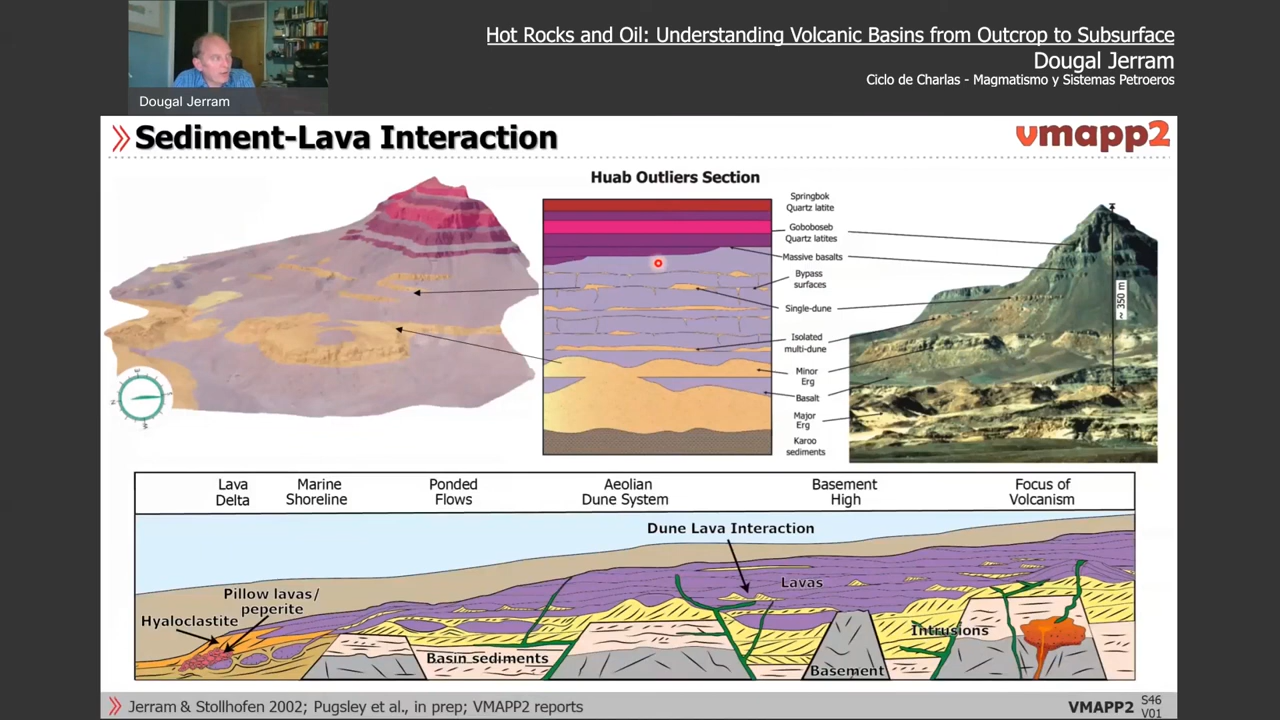 Hot Rocks and Oil: Understanding Volcanic Basins from Outcrop to Subsurface
Dougal Jerram
Ciclo de Charlas - Magmatismo y Sistemas Petroeros
Dougal Jerram
Sediment-Lava Interaction
vmapp2
Huab Outliers Section
Springbok
Quartz latite
Goboboseb
Quartz latites
Massive basalts
Bypass
surfaces
Single-dune
Isolated
multi-dune
Minor
Erg
Basalt
Major
Erg
Karoo
sediments
~ 350 m
Lava
Delta
Marine
Shoreline
Ponded
Flows
Aeolian
Dune System
Basement
High
Focus of
Volcanism
Dune Lava Interaction
Lavas
Pillow lavas/
peperite
Hyaloclastite
Basin sediments
Intrusions
Basement
Jerram & Stollhofen 2002; Pugsley et al., in prep; VMAPP2 reports
VMAPP2
S46
V01